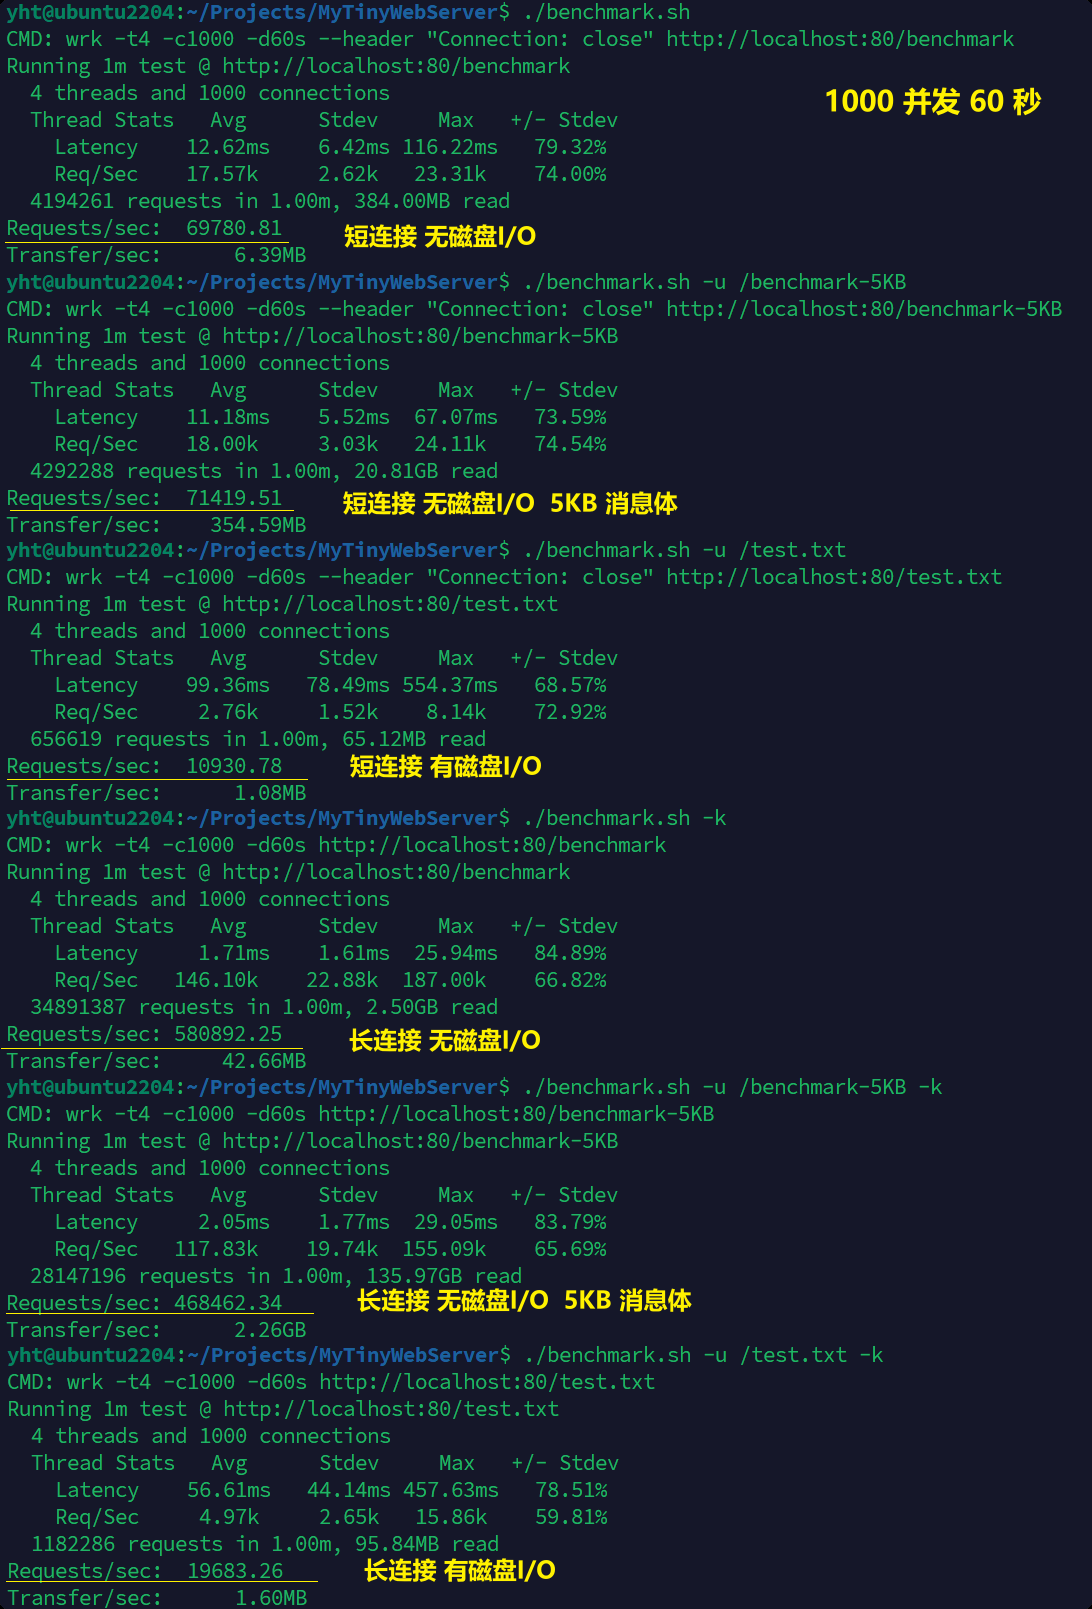 yht@ubuntu2204:~/Projects/MyTinyWebServer$ ./benchmark.sh
CMD: wrk -t4 -c1000 -d60s --header "Connection: close" http://localhost:80/benchmark
Running 1m test @ http://localhost:80/benchmark
4 threads and 1000 connections
1000 并发 60 秒
Thread Stats Avg Stdev Max +/- Stdev
Latency 12.62ms 6.42ms 116.22ms 79.32%
Req/Sec 17.57k 2.62k 23.31k 74.00%
4194261 requests in 1.00m, 384.00MB read
Requests/sec: 69780.81
短连接 无磁盘I/O
Transfer/sec: 6.39MB
yht@ubuntu2204:~/Projects/MyTinyWebServer$ ./benchmark.sh -u /benchmark-5KB
CMD: wrk -t4 -c1000 -d60s --header "Connection: close" http://localhost:80/benchmark-5KB
Running 1m test @ http://localhost:80/benchmark-5KB
4 threads and 1000 connections
Thread Stats Avg Stdev Max +/- Stdev
Latency 11.18ms 5.52ms 67.07ms 73.59%
Req/Sec 18.00k 3.03k 24.11k 74.54%
4292288 requests in 1.00m, 20.81GB read
Requests/sec: 71419.51
短连接 无磁盘I/O 5KB 消息体
Transfer/sec: 354.59MB
yht@ubuntu2204:~/Projects/MyTinyWebServer$ ./benchmark.sh -u /test.txt
CMD: wrk -t4 -c1000 -d60s --header "Connection: close" http://localhost:80/test.txt
Running 1m test @ http://localhost:80/test.txt
4 threads and 1000 connections
Thread Stats Avg Stdev Max +/- Stdev
Latency 99.36ms 78.49ms 554.37ms 68.57%
Req/Sec 2.76k 1.52k 8.14k 72.92%
656619 requests in 1.00m, 65.12MB read
Requests/sec: 10930.78
短连接 有磁盘I/O
Transfer/sec: 1.08MB
yht@ubuntu2204:~/Projects/MyTinyWebServer$ ./benchmark.sh -k
CMD: wrk -t4 -c1000 -d60s http://localhost:80/benchmark
Running 1m test @ http://localhost:80/benchmark
4 threads and 1000 connections
Thread Stats Avg Stdev Max +/- Stdev
Latency 1.71ms 1.61ms 25.94ms 84.89%
Req/Sec 146.10k 22.88k 187.00k 66.82%
34891387 requests in 1.00m, 2.50GB read
Requests/sec: 580892.25
长连接 无磁盘I/O
Transfer/sec: 42.66MB
yht@ubuntu2204:~/Projects/MyTinyWebServer$ ./benchmark.sh -u /benchmark-5KB -k
CMD: wrk -t4 -c1000 -d60s http://localhost:80/benchmark-5KB
Running 1m test @ http://localhost:80/benchmark-5KB
4 threads and 1000 connections
Thread Stats Avg Stdev Max +/- Stdev
Latency 2.05ms 1.77ms 29.05ms 83.79%
Req/Sec 117.83k 19.74k 155.09k 65.69%
28147196 requests in 1.00m, 135.97GB read
Requests/sec: 468462.34
长连接 无磁盘I/O 5KB 消息体
Transfer/sec: 2.26GB
yht@ubuntu2204:~/Projects/MyTinyWebServer$ ./benchmark.sh -u /test.txt -k
CMD: wrk -t4 -c1000 -d60s http://localhost:80/test.txt
Running 1m test @ http://localhost:80/test.txt
4 threads and 1000 connections
Thread Stats Avg Stdev Max +/- Stdev
Latency 56.61ms 44.14ms 457.63ms 78.51%
Req/Sec 4.97k 2.65k 15.86k 59.81%
1182286 requests in 1.00m, 95.84MB read
Requests/sec: 19683.26
长连接 有磁盘I/O
Transfer/sec: 1.60MB